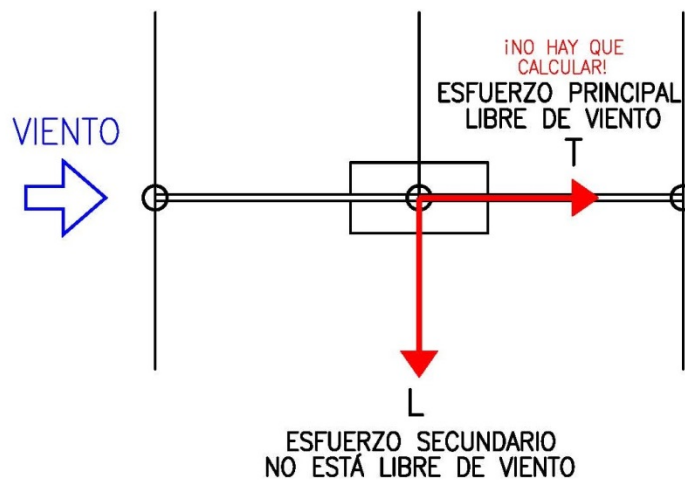 ¡NO HAY QUE
CALCULAR!
ESFUERZO PRINCIPAL
LIBRE DE VIENTO
T
VIENTO
L
ESFUERZO SECUNDARIO
NO ESTÁ LIBRE DE VIENTO